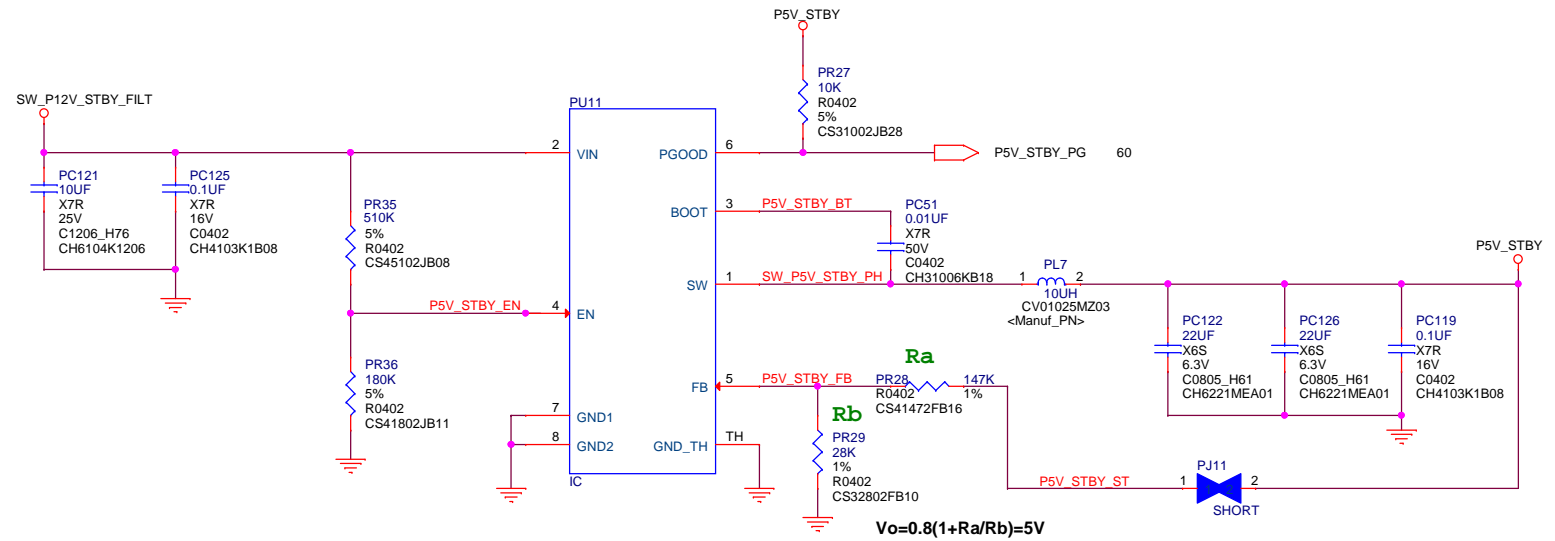 P5V_STBY
PR27
10K
R0402
5%
CS31002JB28
SW_P12V_STBY_FILT
PU11
2
VIN
PGOOD
6
P5V_STBY_PG 60
PC121
10UF
X7R
25V
C1206_H76
CH6104K1206
PC125
0.1UF
X7R
16V
C0402
CH4103K1B08
PR35
510K
5%
R0402
CS45102JB08
BOOT
3
P5V_STBY_BT
PC51
0.01UF
X7R
50V
C0402
CH31006KB18
SW
1
SW_P5V_STBY_PH
1
PL7
2
10UH
CV01025MZ03
<Manuf_PN>
P5V_STBY
P5V_STBY_EN
4
EN
PC122
22UF
X6S
6.3V
C0805_H61
CH6221MEA01
PC126
22UF
X6S
6.3V
C0805_H61
CH6221MEA01
PC119
0.1UF
X7R
16V
C0402
CH4103K1B08
PR36
180K
5%
R0402
CS41802JB11
Ra
FB
5
P5V_STBY_FB
PR28
147K
R0402
1%
CS41472FB16
Rb
PR29
28K
1%
R0402
CS32802FB10
7
GND1
8
GND2
GND_TH
TH
IC
P5V_STBY_ST
1
PJ11
2
1
2
SHORT
Vo=0.8(1+Ra/Rb)=5V